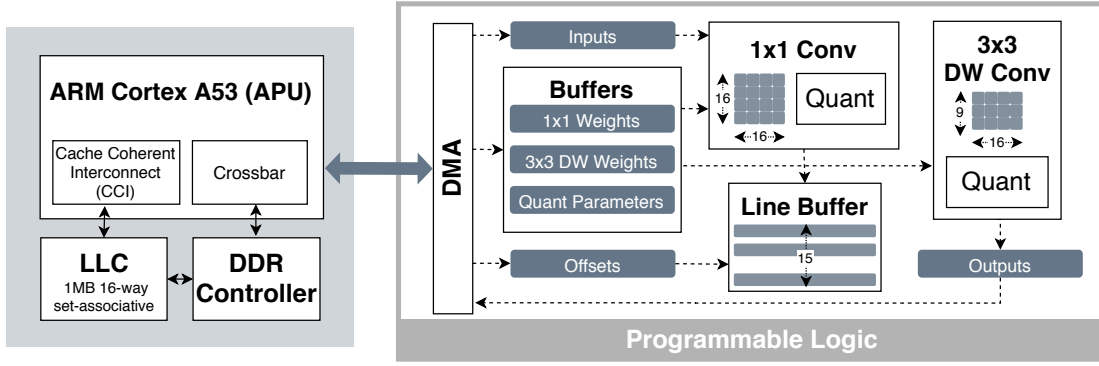 ARM Cortex A53 (APU)
Cache Coherent
Interconnect
(CCI)
Crossbar
LLC
1MB 16-way
set-associative
DDR
Controller
DMA
Inputs
Buffers
1x1 Weights
3x3 DW Weights
Quant Parameters
Offsets
1x1 Conv
16
16
Quant
Line Buffer
15
3x3
DW Conv
9
16
Quant
Outputs
Programmable Logic